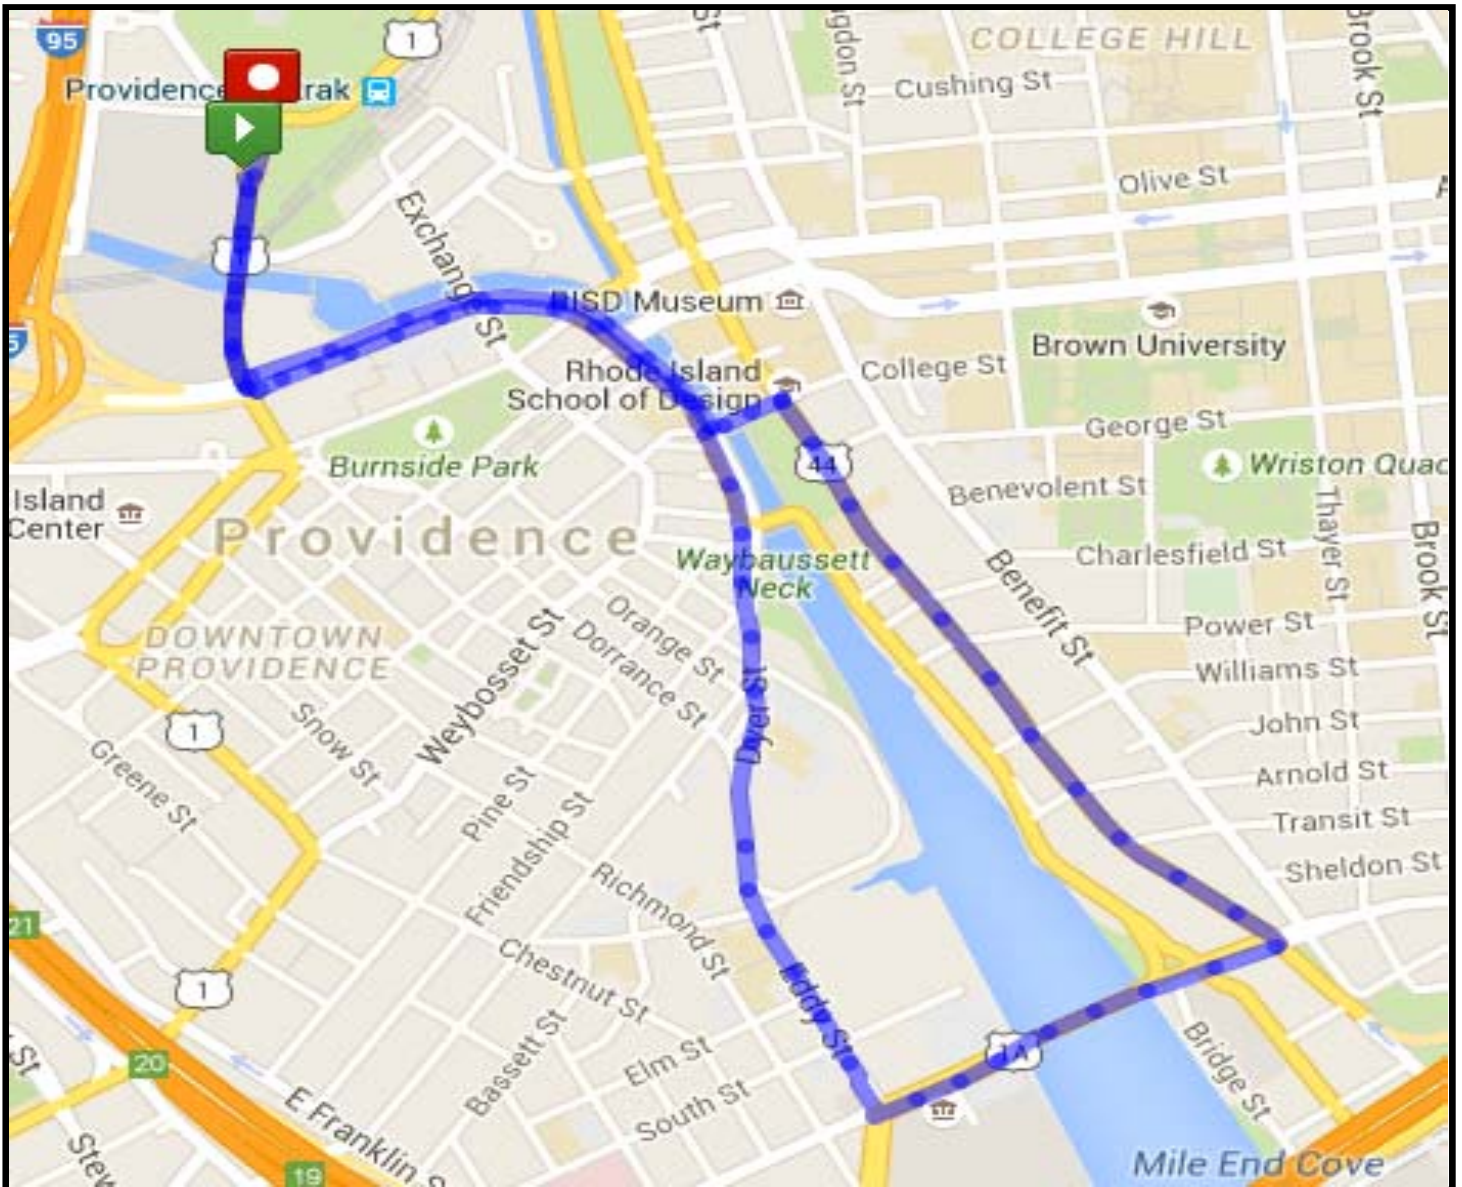 95
1
COLLEGE HILL
Brook St
Cushing St
Providence
trak
Olive St
Exchange St
RISD Museum
Brown University
Rhode Island
School of Design
College St
George St
44
Burnside Park
Wriston Quad
Benevolent St
Island
Center
Providence
Thayer St
Brook St
Waybaussett
Neck
Charlesfield St
Benefit St
Orange St
Dorrance St
Power St
DOWNTOWN
PROVIDENCE
Weybosset St
Williams St
Dyer St
1
Snow St
John St
Greene St
Arnold St
Pine St
Friendship St
Transit St
Richmond St
Sheldon St
21
Chestnut St
1
Eddy St
Bassett St
Elm St
1A
Bridge St
20
E Franklin S
South St
Mile End Cove
19